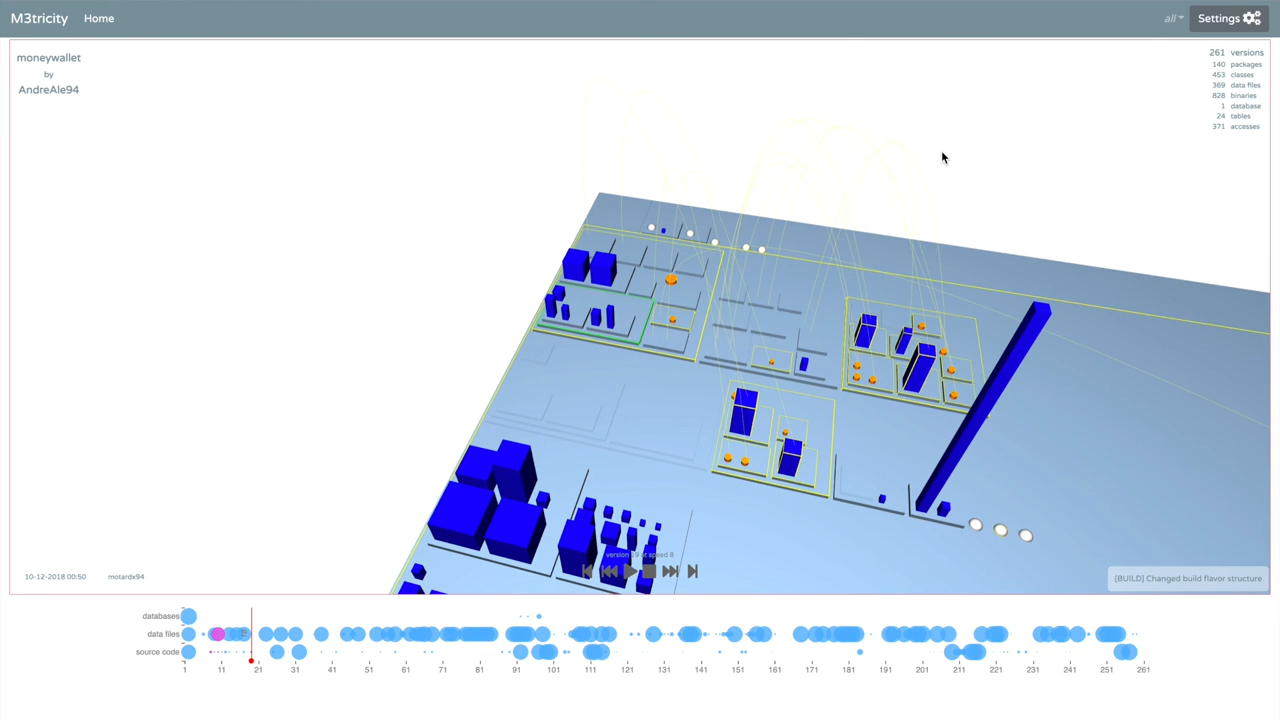 M3tricity Home all Settings
moneywallet
by
AndreAle94
261 versions
140 packages
453 classes
369 data files
828 binaries
1 database
24 tables
371 accesses
10-12-2018 00:50 motardx94
[BUILD] Changed build flavor structure
databases
data files
source code
1 11 21 31 41 51 61 71 81 91 101 111 121 131 141 151 161 171 181 191 201 211 221 231 241 251 261